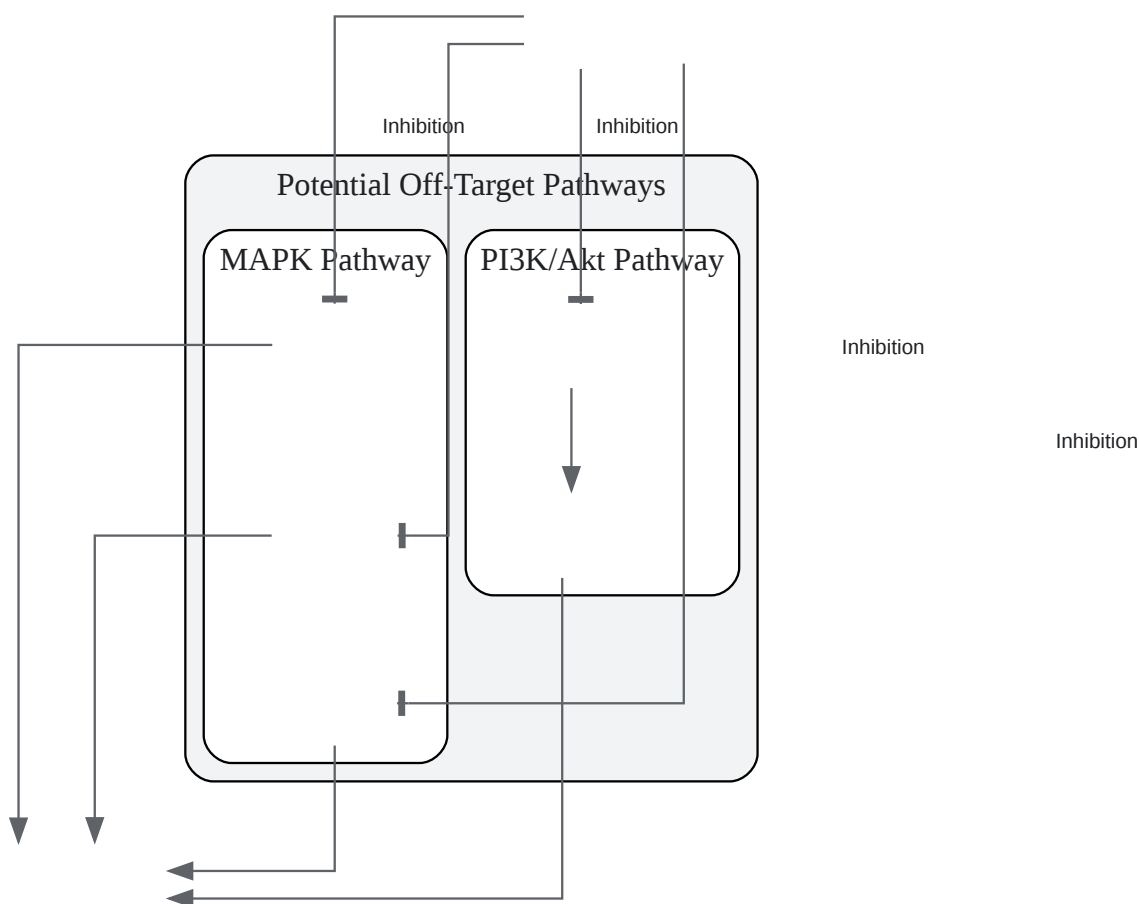 Inhibition
Inhibition
Potential Off-Target Pathways
MAPK Pathway
PI3K/Akt Pathway
Inhibition
Inhibition